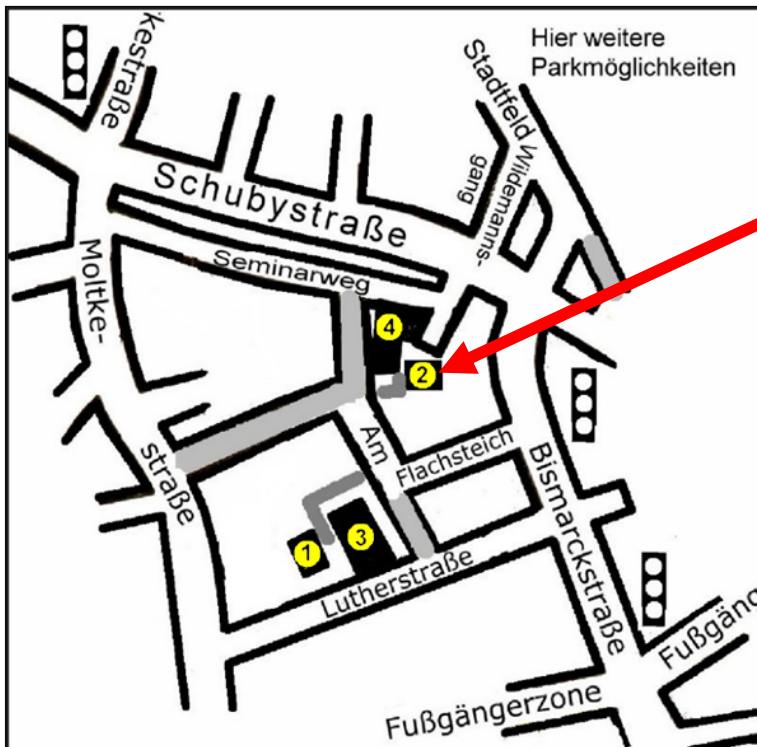 Hier weitere
Parkmöglichkeiten
kestraße
Stadtfeld
Wildemanns-
gang
Schubystraße
Seminarweg
Moltke-
straße
4
2
Am
Flachsteich
Bismarckstraße
1
3
Lutherstraße
Fußgäng
Fußgängerzone